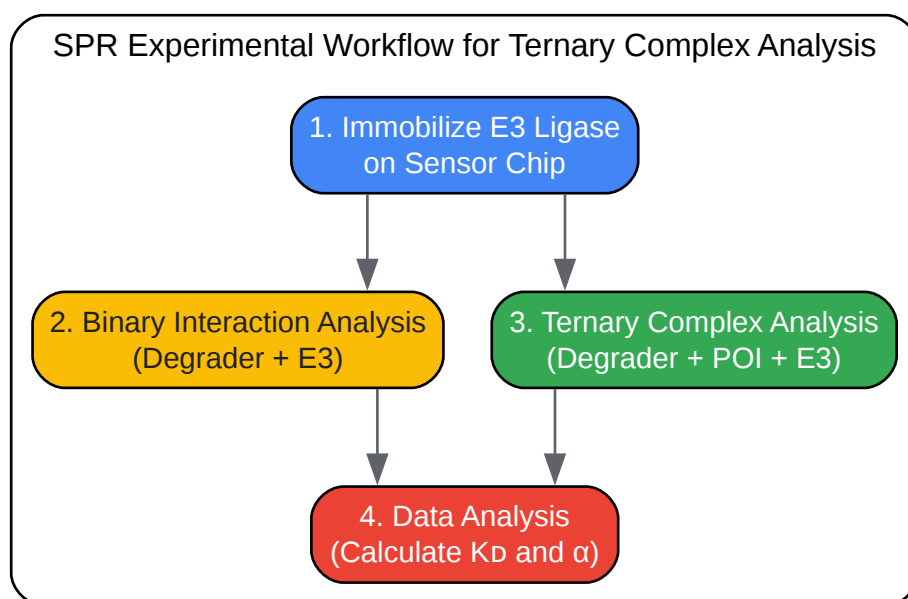 SPR Experimental Workflow for Ternary Complex Analysis
1. Immobilize E3 Ligase
on Sensor Chip
2. Binary Interaction Analysis
(Degrader + E3)
3. Ternary Complex Analysis
(Degrader + POI + E3)
4. Data Analysis
(Calculate Kᴅ and α)